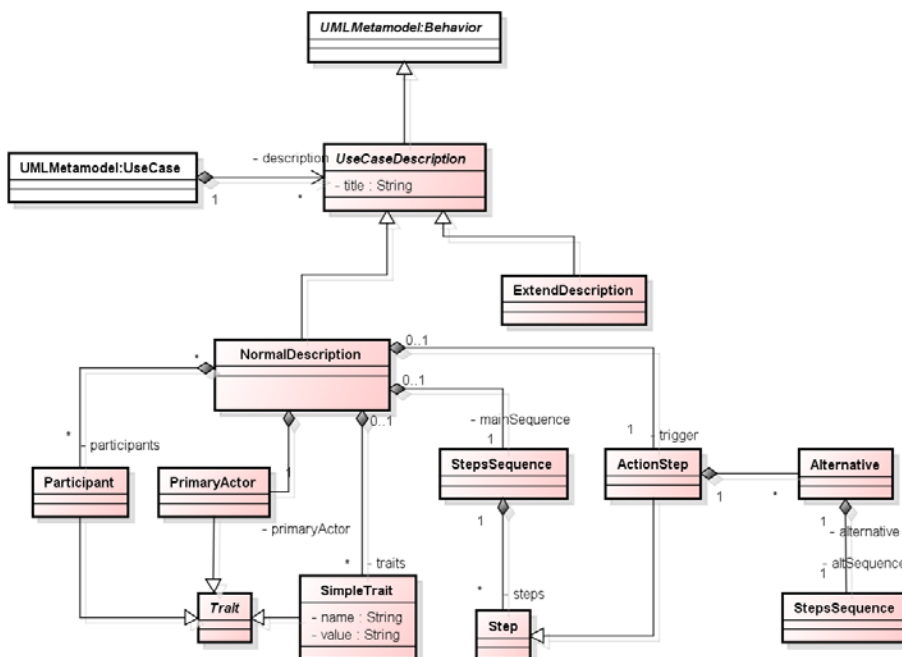 UMLMetamodel:Behavior
UMLMetamodel:UseCase
- description
1
*
UseCaseDescription
- title : String
ExtendDescription
NormalDescription
*
0..1
0..1
0..1
*
- participants
1
- primaryActor
*
- traits
- mainSequence
1
1
- trigger
Participant
PrimaryActor
StepsSequence
ActionStep
Alternative
1
*
1
- alternative
- altSequence
1
1
*
- steps
Trait
SimpleTrait
- name : String
- value : String
Step
StepsSequence